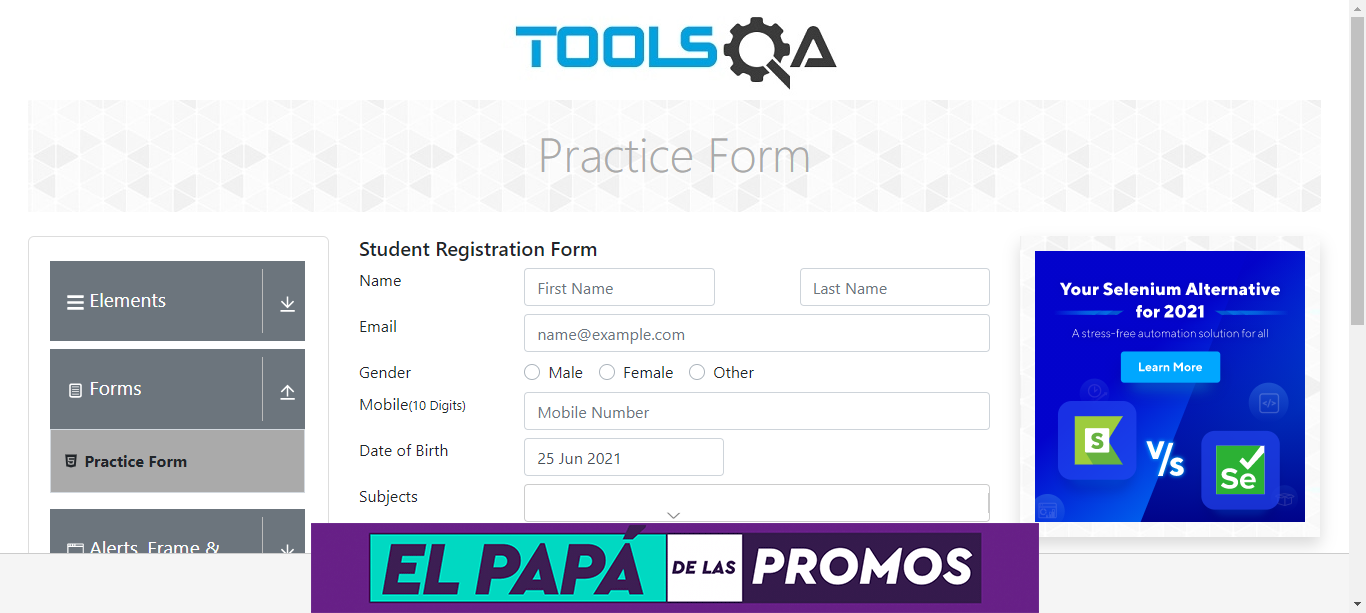 TOOLSQA
Practice Form
Elements
Forms
Practice Form
Alerts, Frame &
Student Registration Form
Name
First Name
Last Name
Email
name@example.com
Gender
Male
Female
Other
Mobile(10 Digits)
Mobile Number
Date of Birth
25 Jun 2021
Subjects
Your Selenium Alternative
for 2021
A stress-free automation solution for all
Learn More
S
V/s
Se
EL PAPÁ DE LAS PROMOS